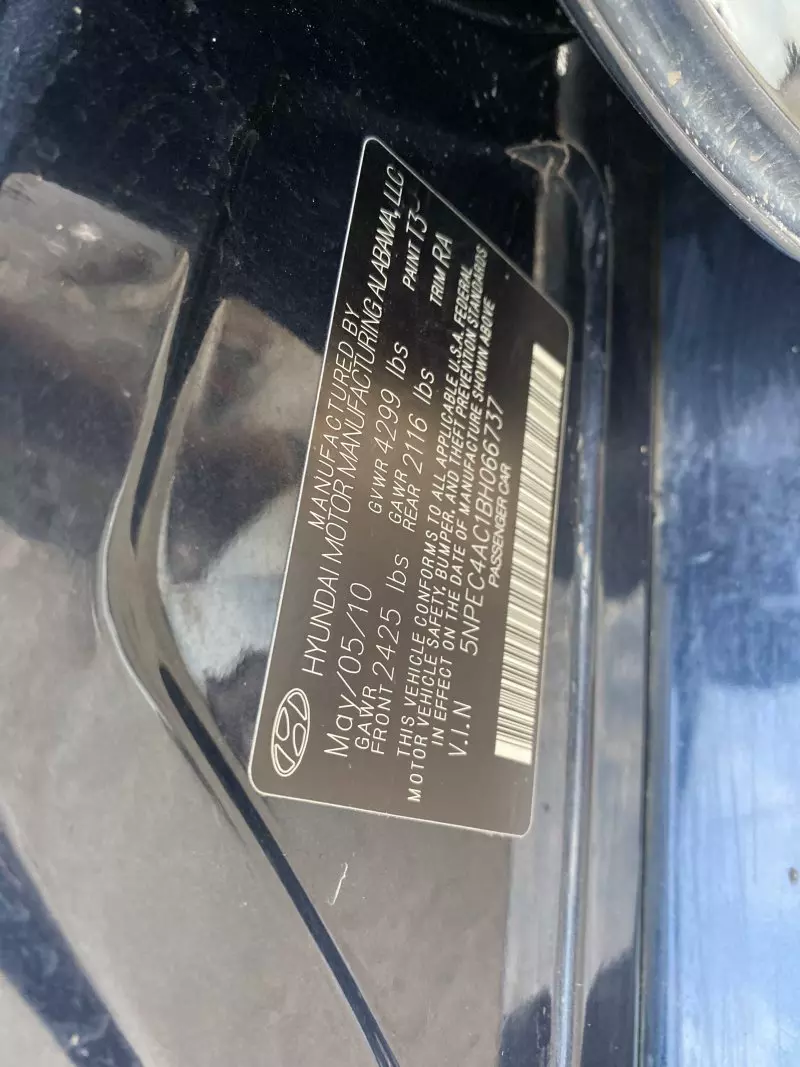 MANUFACTURED BY
HYUNDAI MOTOR MANUFACTURING ALABAMA, LLC
May/05/10 GVWR 4299 lbs PAINT T3
GAWR FRONT 2425 lbs GAWR REAR 2116 lbs TRIM RA
THIS VEHICLE CONFORMS TO ALL APPLICABLE U.S.A. FEDERAL
MOTOR VEHICLE SAFETY, BUMPER, AND THEFT PREVENTION STANDARDS
IN EFFECT ON THE DATE OF MANUFACTURE SHOWN ABOVE
V.I.N 5NPEC4AC1BH066737
PASSENGER CAR